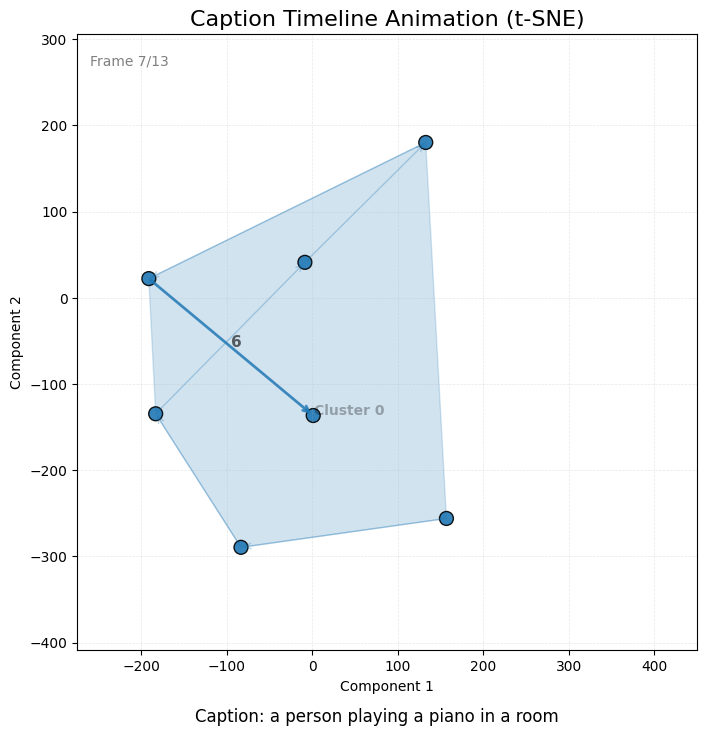 Caption Timeline Animation (t-SNE)
Frame 7/13
300
200
100
0
−100
−200
−300
−400
Component 2
6
Cluster 0
−200
−100
0
100
200
300
400
Component 1
Caption: a person playing a piano in a room